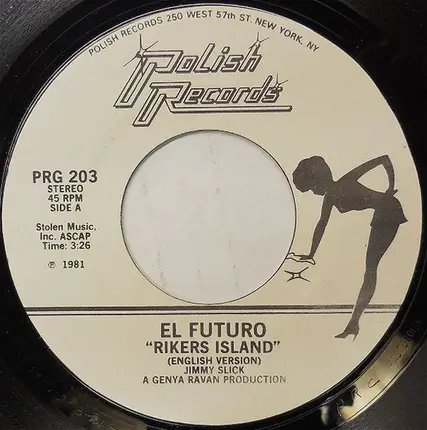 POLISH RECORDS 250 WEST 57th ST. NEW YORK, NY
Polish
Records
PRG 203
STEREO
45 RPM
SIDE A
Stolen Music,
Inc. ASCAP
Time: 3:26
℗ 1981
EL FUTURO
"RIKERS ISLAND"
(ENGLISH VERSION)
JIMMY SLICK
A GENYA RAVAN PRODUCTION